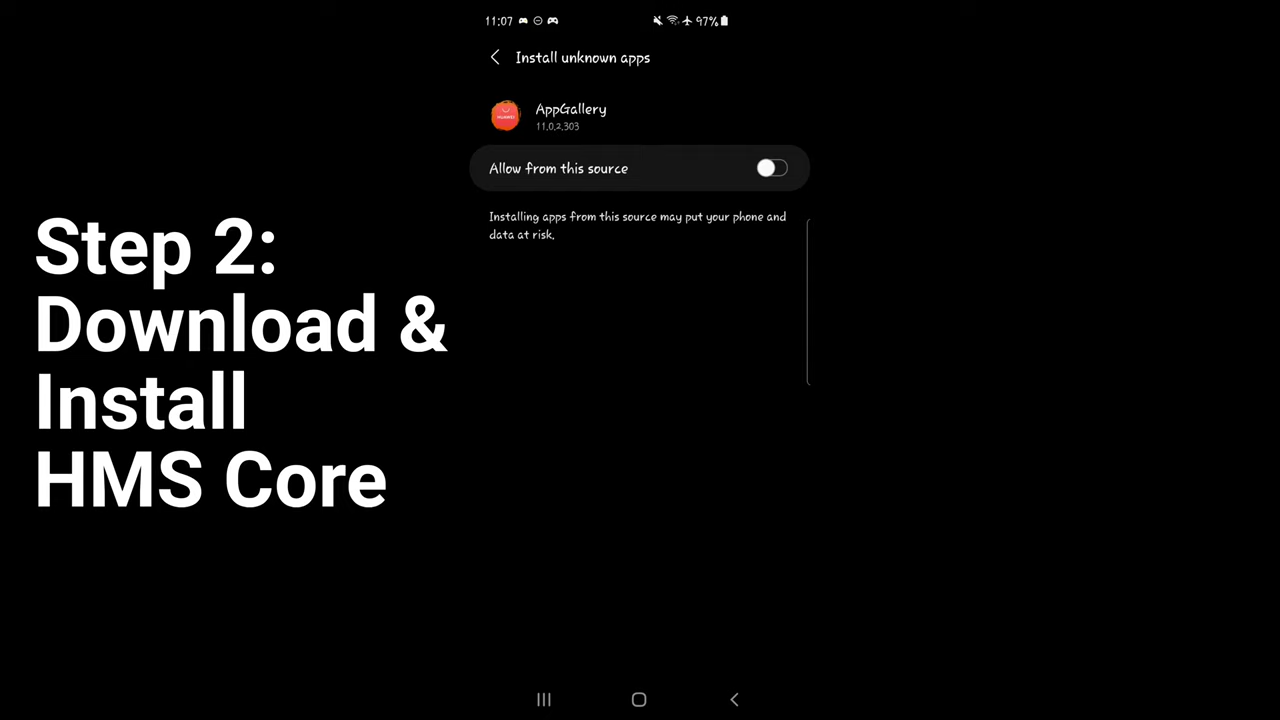 11:07
97%
Install unknown apps
HUAWEI
AppGallery
11.0.2.303
Allow from this source
Installing apps from this source may put your phone and
data at risk.
Step 2:
Download &
Install
HMS Core